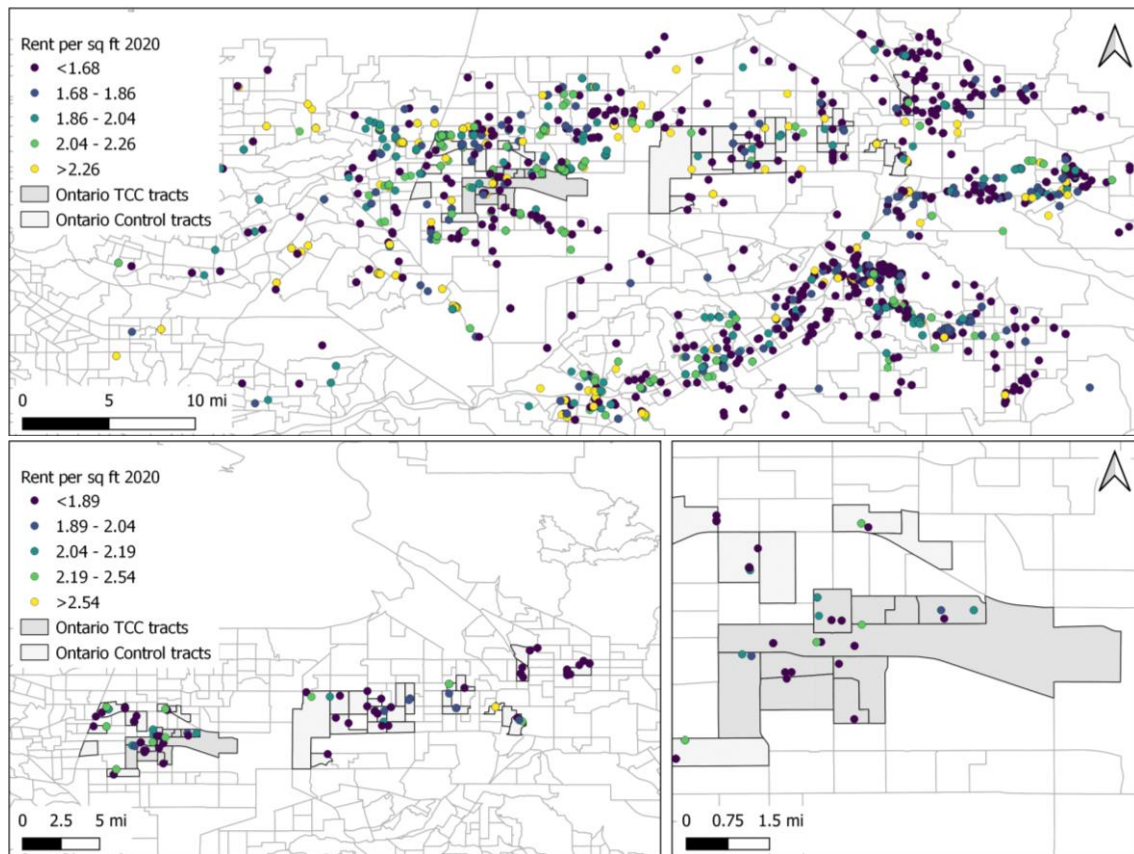 Rent per sq ft 2020
<1.68
1.68 - 1.86
1.86 - 2.04
2.04 - 2.26
>2.26
Ontario TCC tracts
Ontario Control tracts
0 5 10 mi
Rent per sq ft 2020
<1.89
1.89 - 2.04
2.04 - 2.19
2.19 - 2.54
>2.54
Ontario TCC tracts
Ontario Control tracts
0 2.5 5 mi
0 0.75 1.5 mi